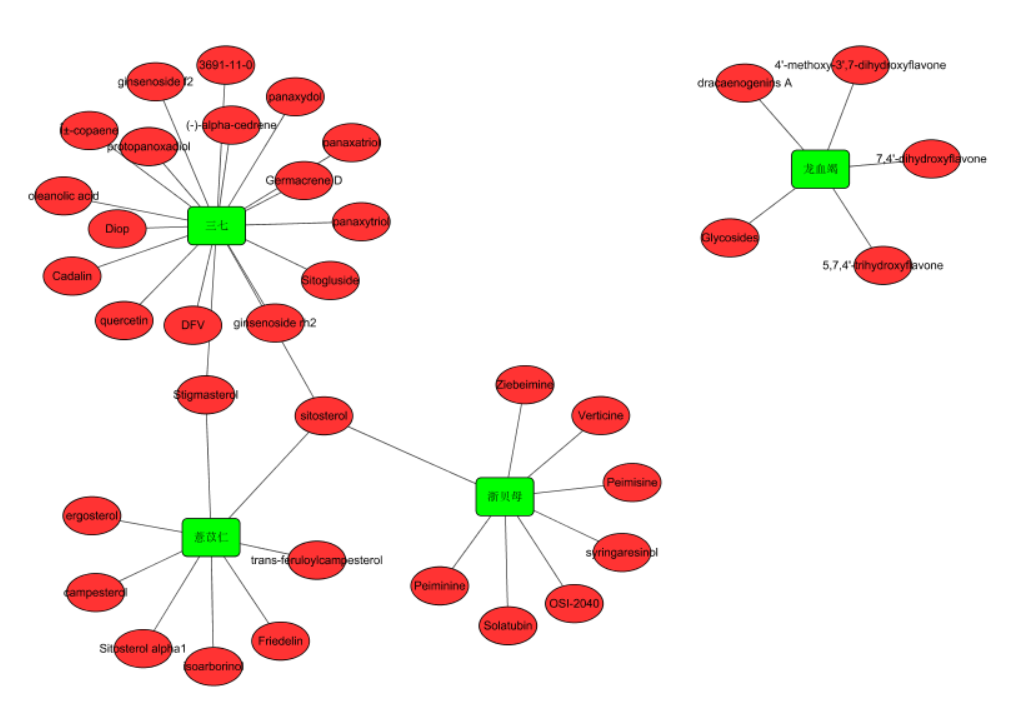 3691-11-0
ginsenoside f2
panaxydol
(-)-alpha-cedrene
Î±-copaene
protopanoxadiol
panaxatriol
Germacrene D
oleanolic acid
三七
panaxytriol
Diop
Cadalin
Sitogluside
quercetin
DFV
ginsenoside rh2
Stigmasterol
sitosterol
4'-methoxy-3',7-dihydroxyflavone
dracaenogenins A
7,4'-dihydroxyflavone
龙血竭
Glycosides
5,7,4'-trihydroxyflavone
Ziebeimine
Verticine
Peimisine
浙贝母
syringaresinol
Peiminine
OSI-2040
Solatubin
ergosterol
薏苡仁
trans-feruloylcampesterol
campesterol
Sitosterol alpha1
Friedelin
isoarborinol